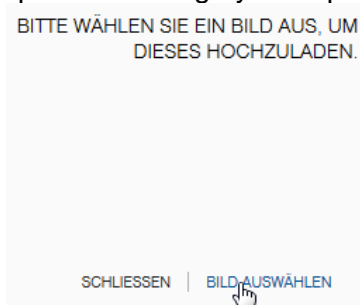 BITTE WÄHLEN SIE EIN BILD AUS, UM
DIESES HOCHZULADEN.
SCHLIESSEN | BILD AUSWÄHLEN